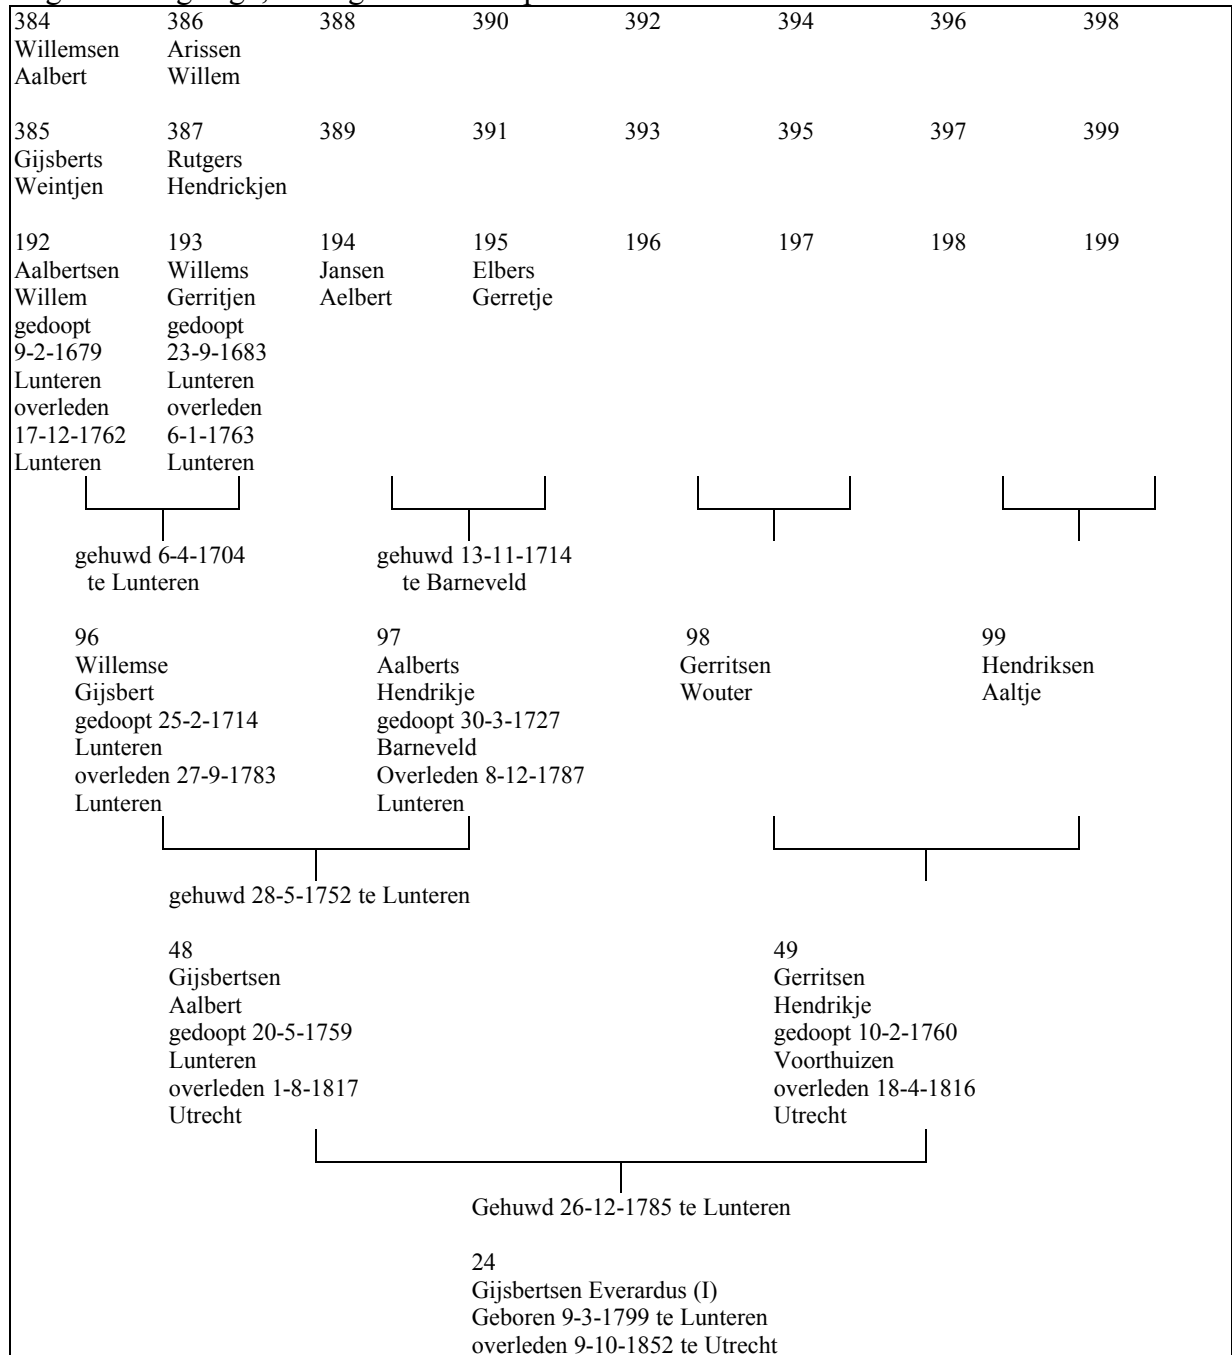 384 386 388 390 392 394 396 398
Willemsen Arissen
Aalbert Willem
385 387 389 391 393 395 397 399
Gijsberts Rutgers
Weintjen Hendrickjen
192 193 194 195 196 197 198 199
Aalbertsen Willems Jansen Elbers
Willem Gerritjen Aelbert Gerretje
gedoopt gedoopt
9-2-1679 23-9-1683
Lunteren Lunteren
overleden overleden
17-12-1762 6-1-1763
Lunteren Lunteren
gehuwd 6-4-1704 gehuwd 13-11-1714
te Lunteren te Barneveld
96 97 98 99
Willemse Aalberts Gerritsen Hendriksen
Gijsbert Hendrikje Wouter Aaltje
gedoopt 25-2-1714 gedoopt 30-3-1727
Lunteren Barneveld
overleden 27-9-1783 Overleden 8-12-1787
Lunteren Lunteren
gehuwd 28-5-1752 te Lunteren
48 49
Gijsbertsen Gerritsen
Aalbert Hendrikje
gedoopt 20-5-1759 gedoopt 10-2-1760
Lunteren Voorthuizen
overleden 1-8-1817 overleden 18-4-1816
Utrecht Utrecht
Gehuwd 26-12-1785 te Lunteren
24
Gijsbertsen Everardus (I)
Geboren 9-3-1799 te Lunteren
overleden 9-10-1852 te Utrecht